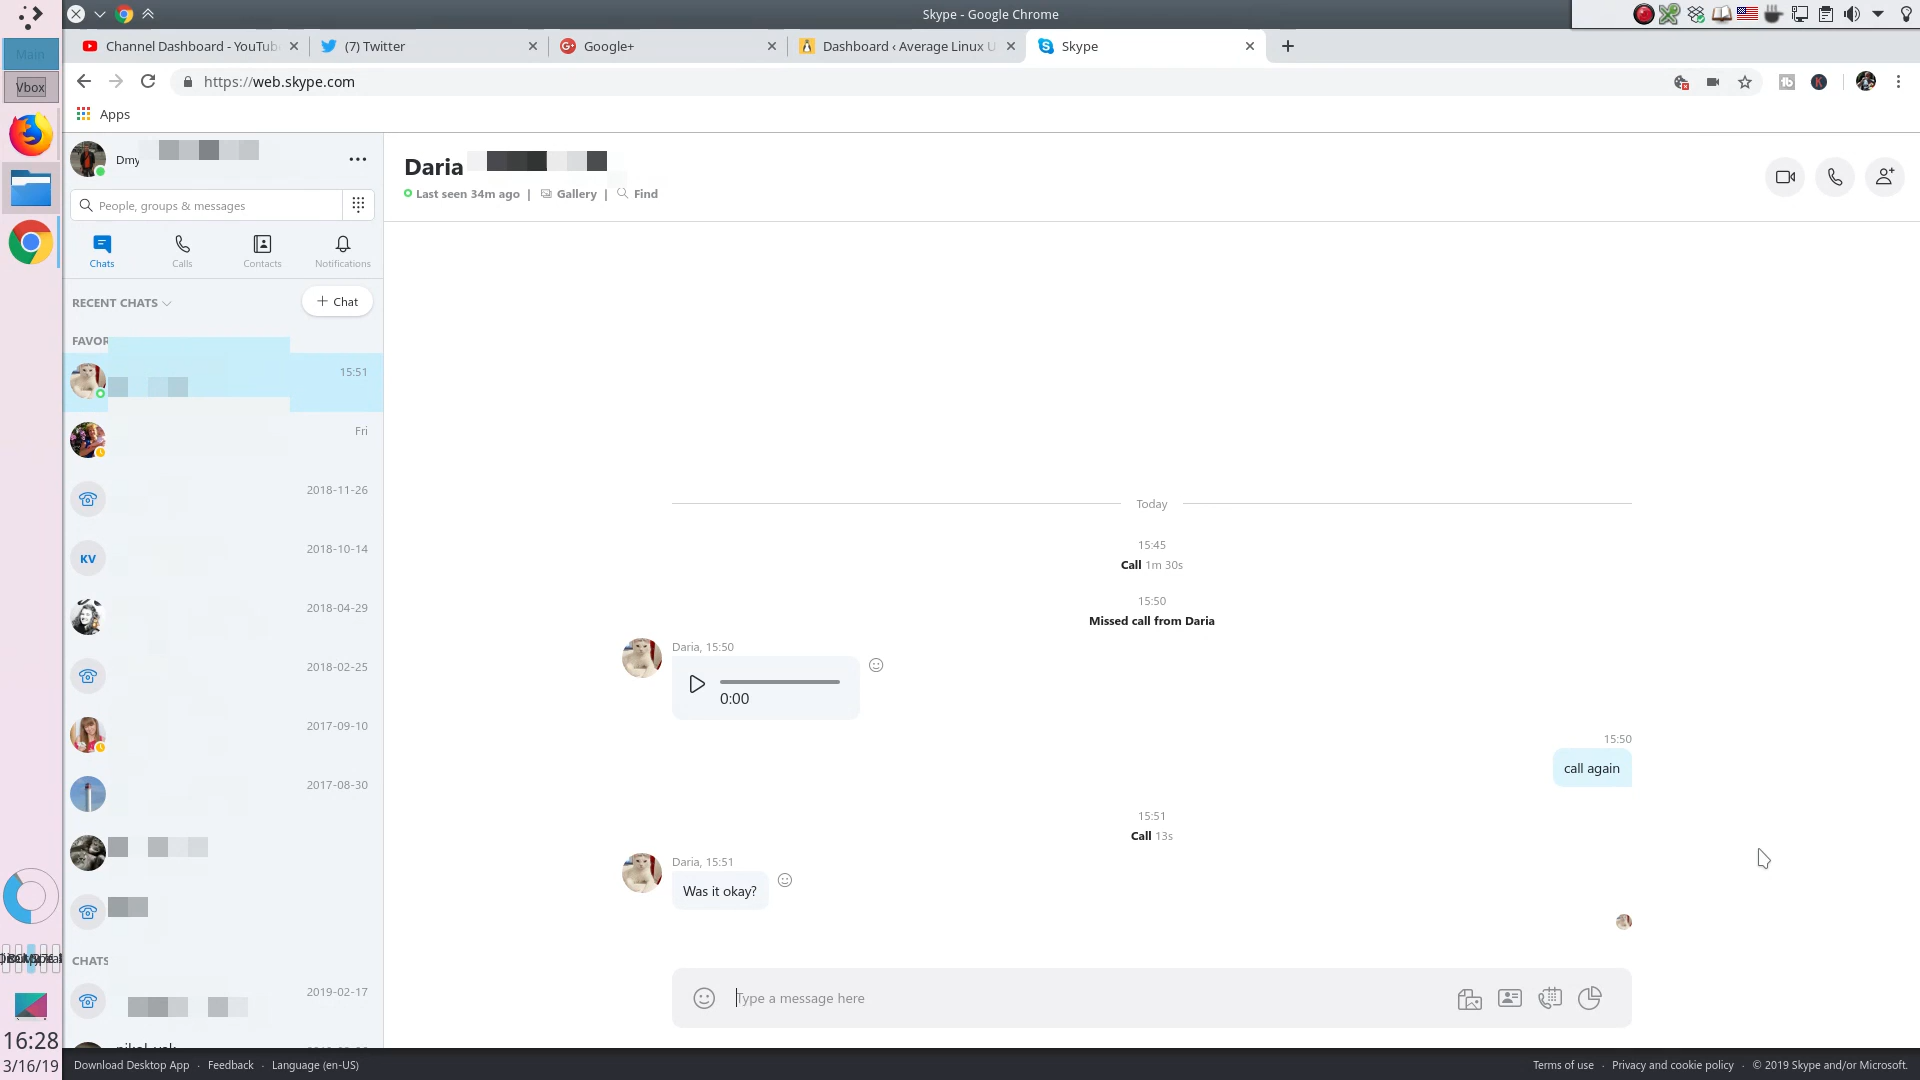 Skype - Google Chrome
Main
Vbox
Channel Dashboard - YouTub
(7) Twitter
Google+
Dashboard ‹ Average Linux U
Skype
https://web.skype.com
Apps
Dmy
People, groups & messages
Chats
Calls
Contacts
Notifications
RECENT CHATS
+ Chat
FAVOR
15:51
Fri
2018-11-26
KV
2018-10-14
2018-04-29
2018-02-25
2017-09-10
2017-08-30
CHATS
2019-02-17
Daria
Last seen 34m ago | Gallery | Find
Today
15:45
Call 1m 30s
15:50
Missed call from Daria
Daria, 15:50
0:00
15:50
call again
15:51
Call 13s
Daria, 15:51
Was it okay?
Type a message here
16:28
3/16/19
Download Desktop App · Feedback · Language (en-US)
Terms of use · Privacy and cookie policy · © 2019 Skype and/or Microsoft.